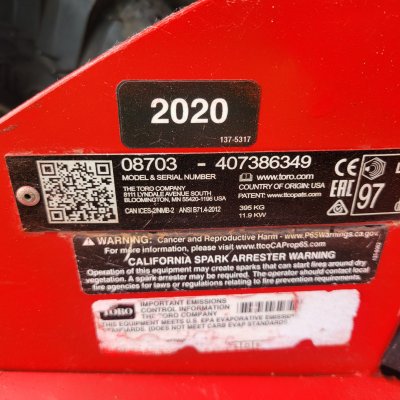 2020
137-5317
08703 - 407386349
MODEL & SERIAL NUMBER
www.toro.com
THE TORO COMPANY
8111 LYNDALE AVENUE SOUTH
BLOOMINGTON, MN 55420-1196 USA
COUNTRY OF ORIGIN: USA
PATENT: www.ttcopats.com
CAN ICES-2/NMB-2 ANSI B71.4-2012
395 KG
11.9 KW
CE
EAC
97
WARNING: Cancer and Reproductive Harm - www.P65Warnings.ca.gov
For more information, please visit www.ttcoCAProp65.com
CALIFORNIA SPARK ARRESTER WARNING
Operation of this equipment may create sparks that can start fires around dry
vegetation. A spark arrester may be required. The operator should contact local
fire agencies for laws or regulations relating to fire prevention requirements.
TORO
IMPORTANT EMISSIONS
CONTROL INFORMATION
THE TORO COMPANY
THIS EQUIPMENT MEETS U.S. EPA EVAPORATIVE EMISSION
STANDARDS. (DOES NOT MEET CARB EVAP STANDARDS